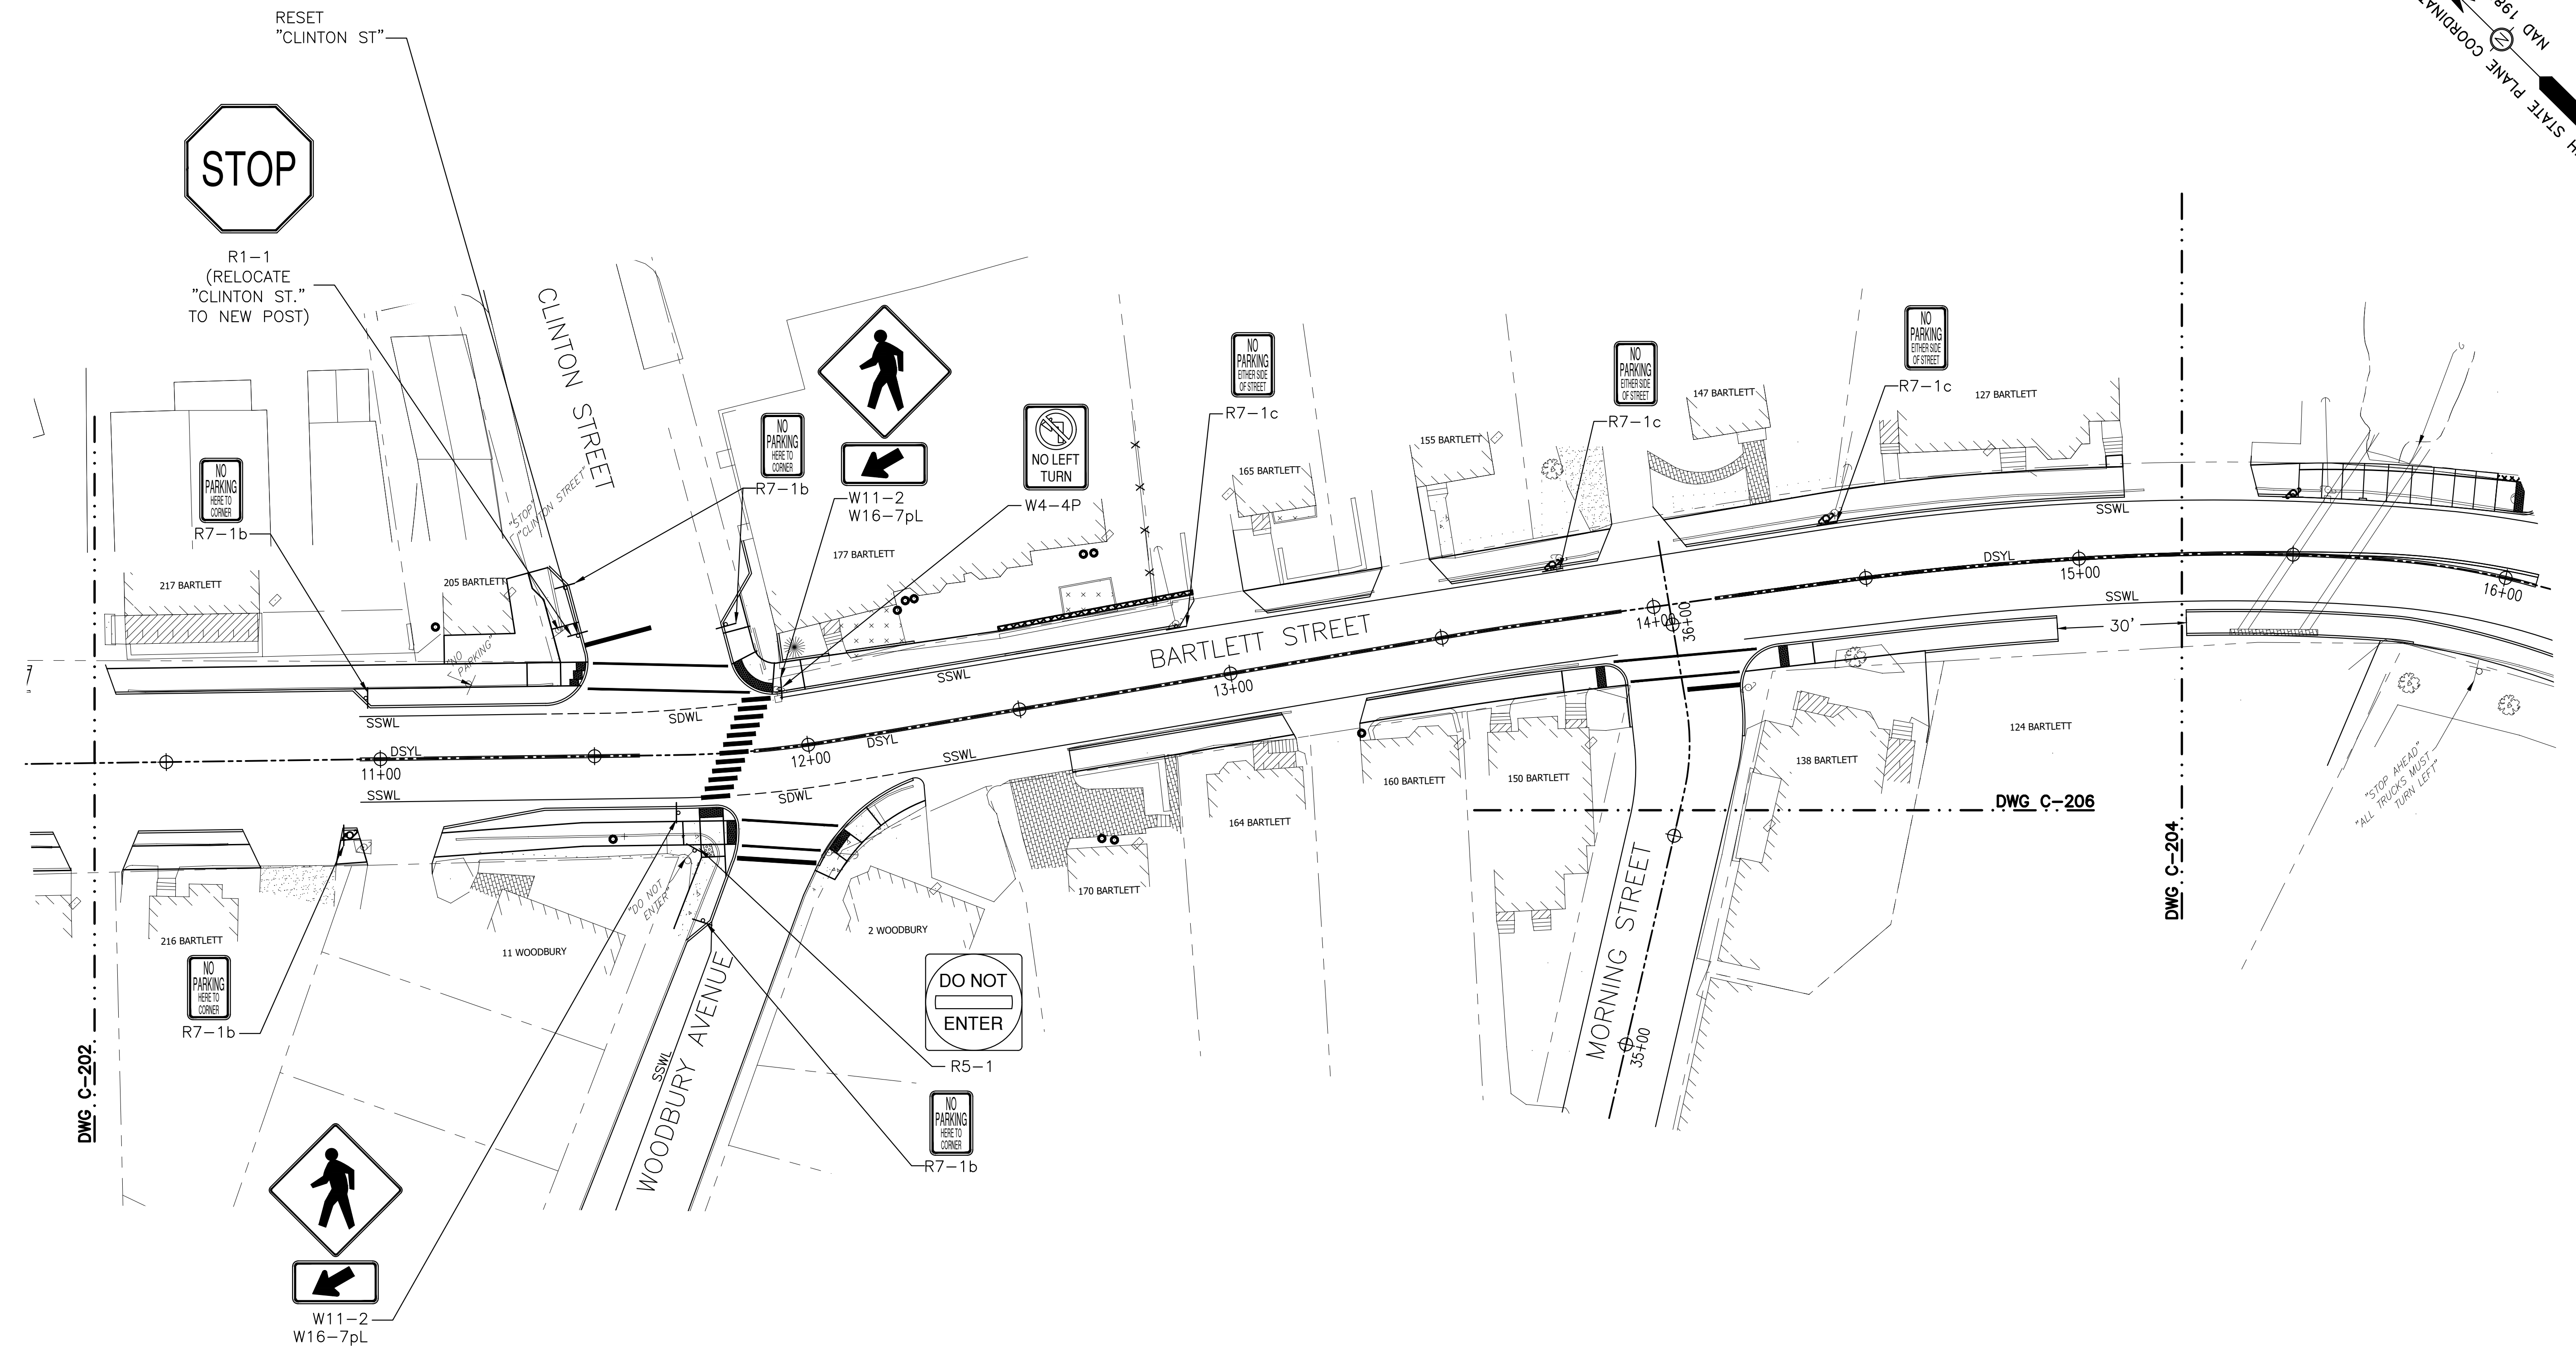 RESET
"CLINTON ST"
STOP
R1-1
(RELOCATE
"CLINTON ST."
TO NEW POST)
NAD
STATE PLANE
CLINTON STREET
"STOP"
"CLINTON STREET"
NO
PARKING
HERE TO
CORNER
R7-1b
NO
PARKING
HERE TO
CORNER
R7-1b
W11-2
W16-7pL
NO LEFT
TURN
W4-4P
NO
PARKING
EITHER SIDE
OF STREET
R7-1c
NO
PARKING
EITHER SIDE
OF STREET
R7-1c
NO
PARKING
EITHER SIDE
OF STREET
R7-1c
217 BARTLETT
205 BARTLETT
177 BARTLETT
165 BARTLETT
155 BARTLETT
147 BARTLETT
127 BARTLETT
"NO
PARKING"
BARTLETT STREET
SSWL
SDWL
SSWL
SSWL
DSYL
DSYL
DSYL
SSWL
SSWL
SDWL
SSWL
11+00
12+00
13+00
14+00
36+00
15+00
16+00
30'
216 BARTLETT
11 WOODBURY
2 WOODBURY
170 BARTLETT
164 BARTLETT
160 BARTLETT
150 BARTLETT
138 BARTLETT
124 BARTLETT
"DO NOT
ENTER"
"STOP AHEAD"
"ALL TRUCKS MUST
TURN LEFT"
DWG C-202
DWG C-206
DWG C-204
NO
PARKING
HERE TO
CORNER
R7-1b
WOODBURY AVENUE
SSWL
MORNING STREET
35+00
DO NOT
ENTER
R5-1
NO
PARKING
HERE TO
CORNER
R7-1b
W11-2
W16-7pL